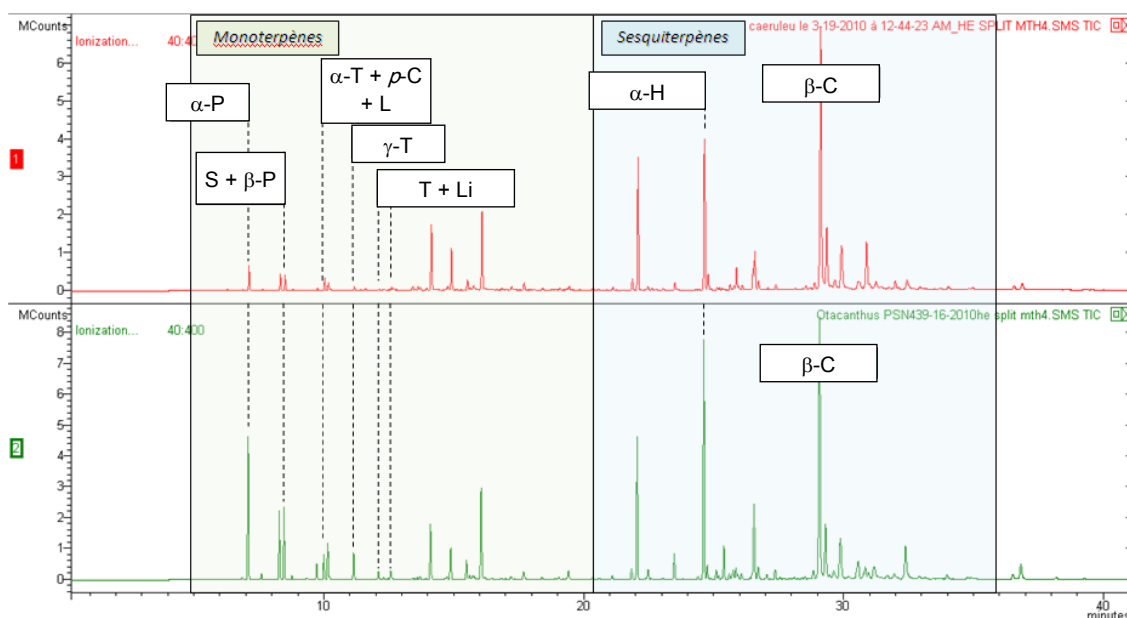 MCounts
Monoterpènes
Sesquiterpènes
caeruleu le 3-19-2010 á 12-44-23 AM_HE SPLIT MTH4.SMS TIC
7
Ionization...
40:40
α-T + p-C
+ L
6
α-P
α-H
β-C
5
γ-T
4
1
S + β-P
T + Li
3
2
1
0
MCounts
Otacanthus PSN439-16-2010he split mth4.SMS TIC
8
Ionization...
40:400
7
β-C
6
5
2
4
3
2
1
0
10
20
30
40
minutes